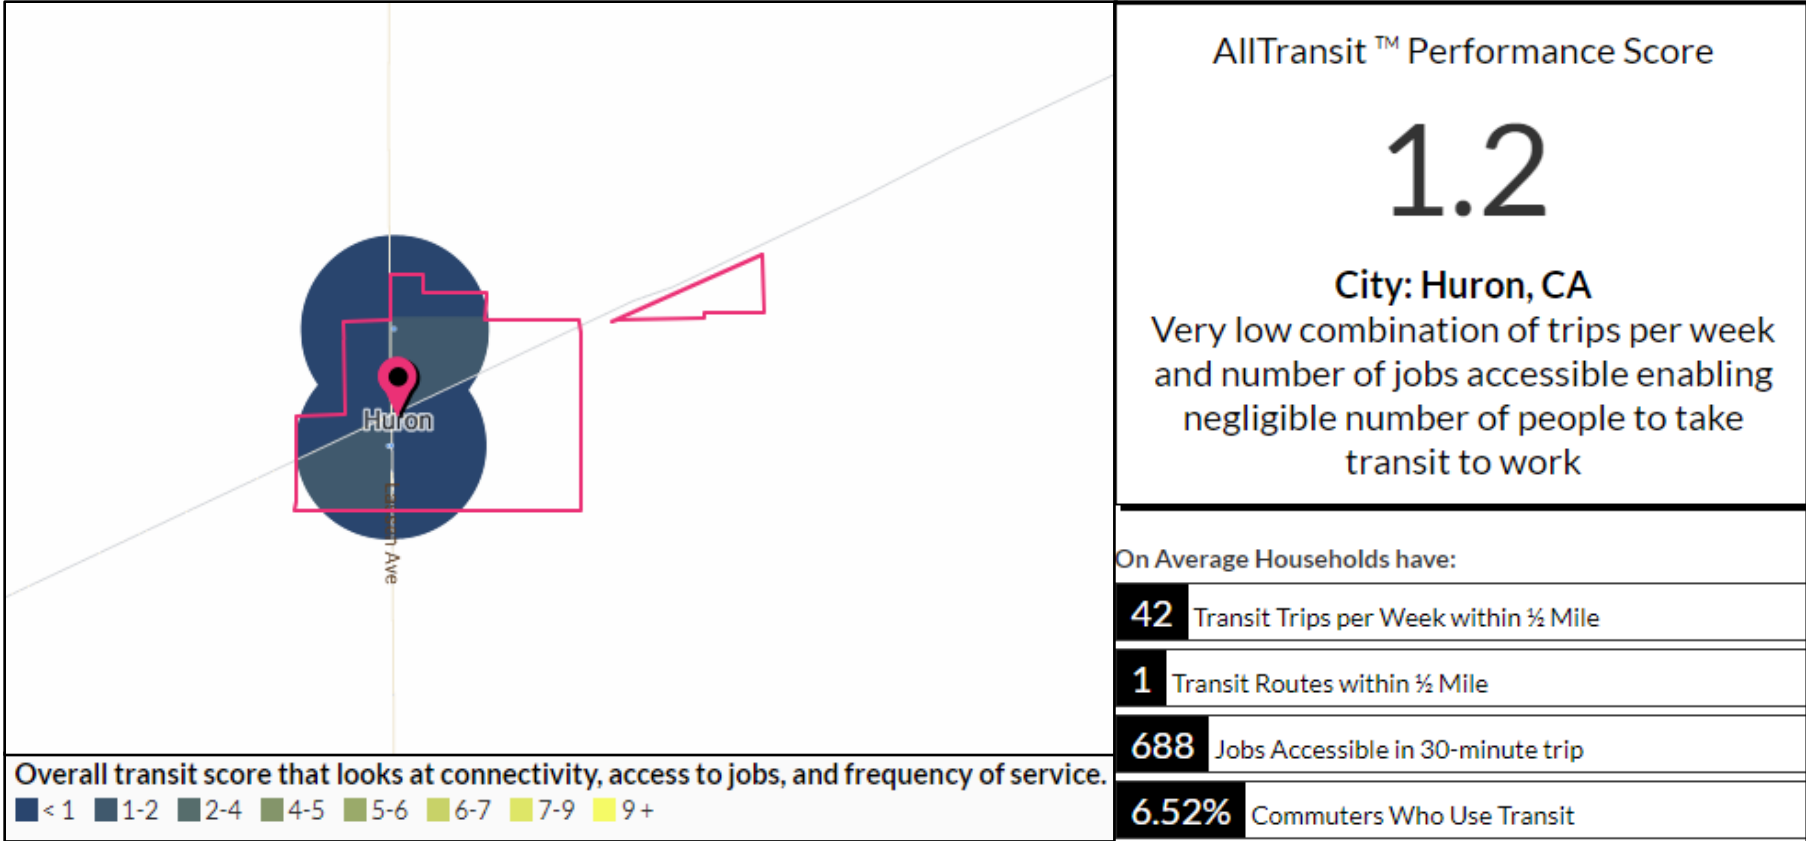 Huron
Lassen Ave
Overall transit score that looks at connectivity, access to jobs, and frequency of service.
< 1 1-2 2-4 4-5 5-6 6-7 7-9 9 +
AllTransit ™ Performance Score
1.2
City: Huron, CA
Very low combination of trips per week
and number of jobs accessible enabling
negligible number of people to take
transit to work
On Average Households have:
42 Transit Trips per Week within ½ Mile
1 Transit Routes within ½ Mile
688 Jobs Accessible in 30-minute trip
6.52% Commuters Who Use Transit